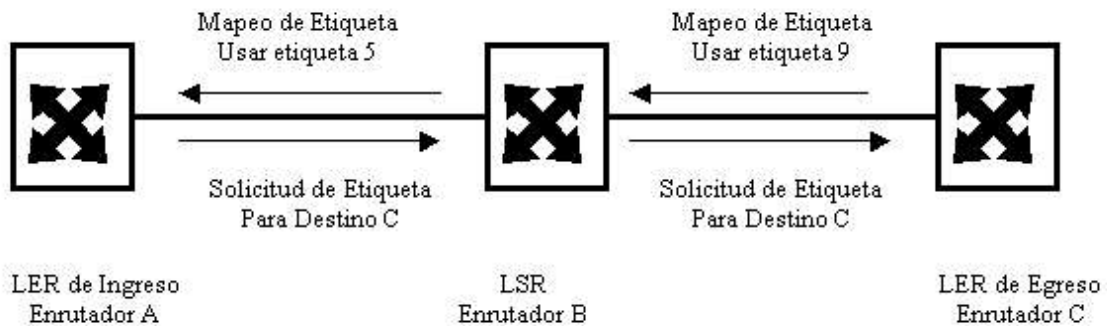 Mapeo de Etiqueta
Usar etiqueta 5
Mapeo de Etiqueta
Usar etiqueta 9
Solicitud de Etiqueta
Para Destino C
Solicitud de Etiqueta
Para Destino C
LER de Ingreso
Enrutador A
LSR
Enrutador B
LER de Egreso
Enrutador C